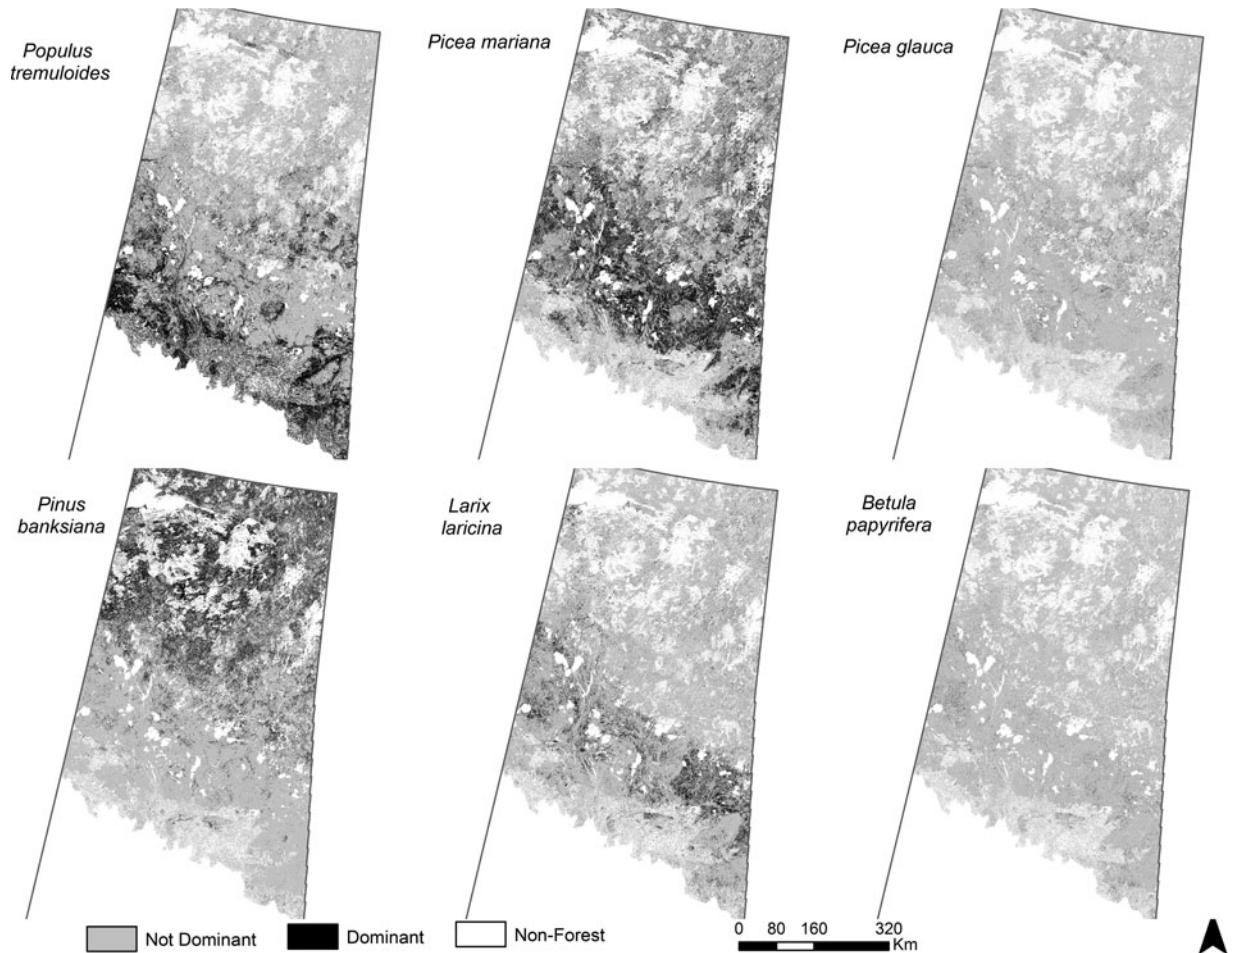 Populus
tremuloides
Picea mariana
Picea glauca
Pinus
banksiana
Larix
laricina
Betula
papyrifera
Not Dominant
Dominant
Non-Forest
0 80 160 320
Km